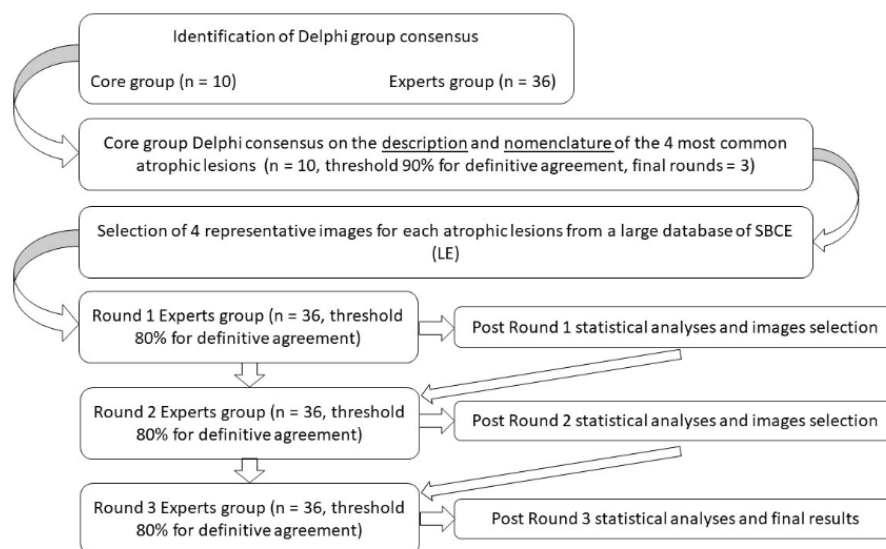 Identification of Delphi group consensus
Core group (n = 10) Experts group (n = 36)
Core group Delphi consensus on the description and nomenclature of the 4 most common
atrophic lesions (n = 10, threshold 90% for definitive agreement, final rounds = 3)
Selection of 4 representative images for each atrophic lesions from a large database of SBCE
(LE)
Round 1 Experts group (n = 36, threshold
80% for definitive agreement)
Post Round 1 statistical analyses and images selection
Round 2 Experts group (n = 36, threshold
80% for definitive agreement)
Post Round 2 statistical analyses and images selection
Round 3 Experts group (n = 36, threshold
80% for definitive agreement)
Post Round 3 statistical analyses and final results